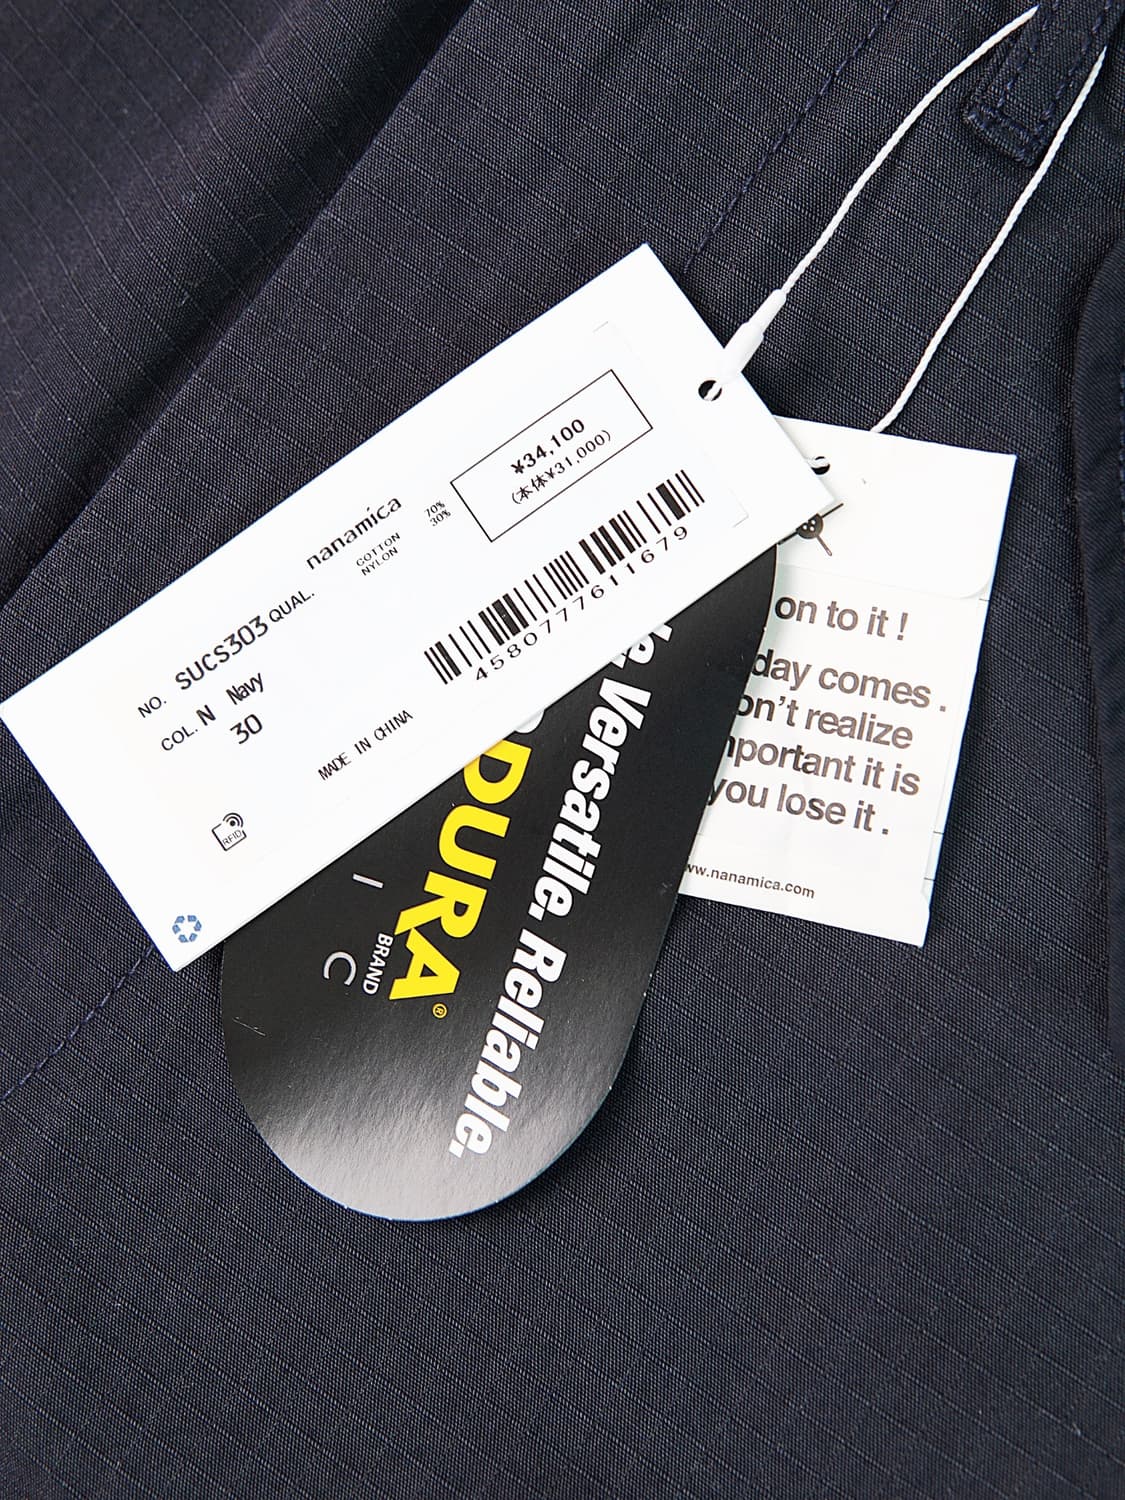 nanamica
NO. SUCS303 QUAL.
COTTON 70%
NYLON 30%
COL. N Navy
30
¥34,100
(本体¥31,000)
4580777611679
MADE IN CHINA
RFID
Versatile. Reliable.
DURA®
BRAND
I C
on to it !
day comes .
on't realize
mportant it is
you lose it .
ww.nanamica.com